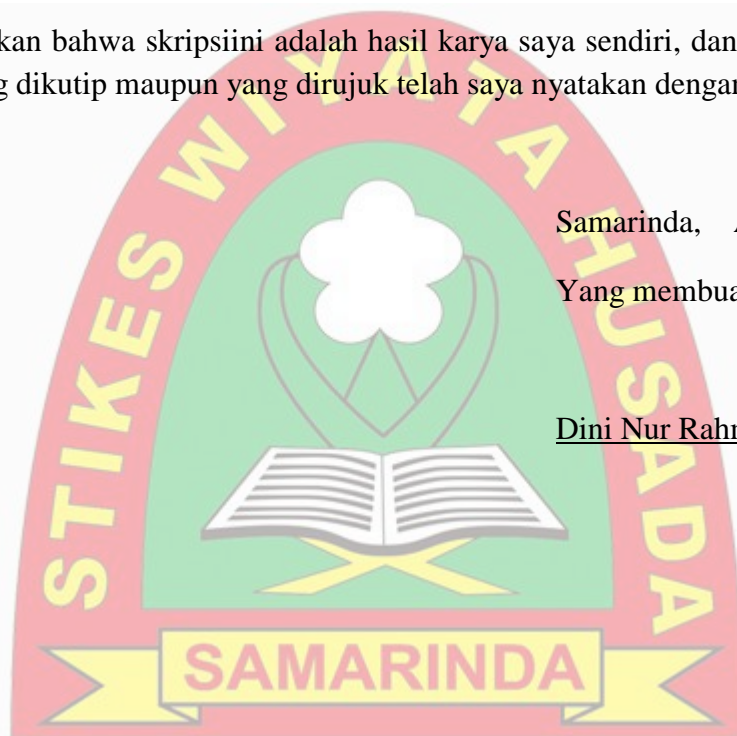 kan bahwa skripsiini adalah hasil karya saya sendiri, dan
g dikutip maupun yang dirujuk telah saya nyatakan dengan
STIKES WIYATA HUSADA
Samarinda,
Yang membua
Dini Nur Rah
SAMARINDA